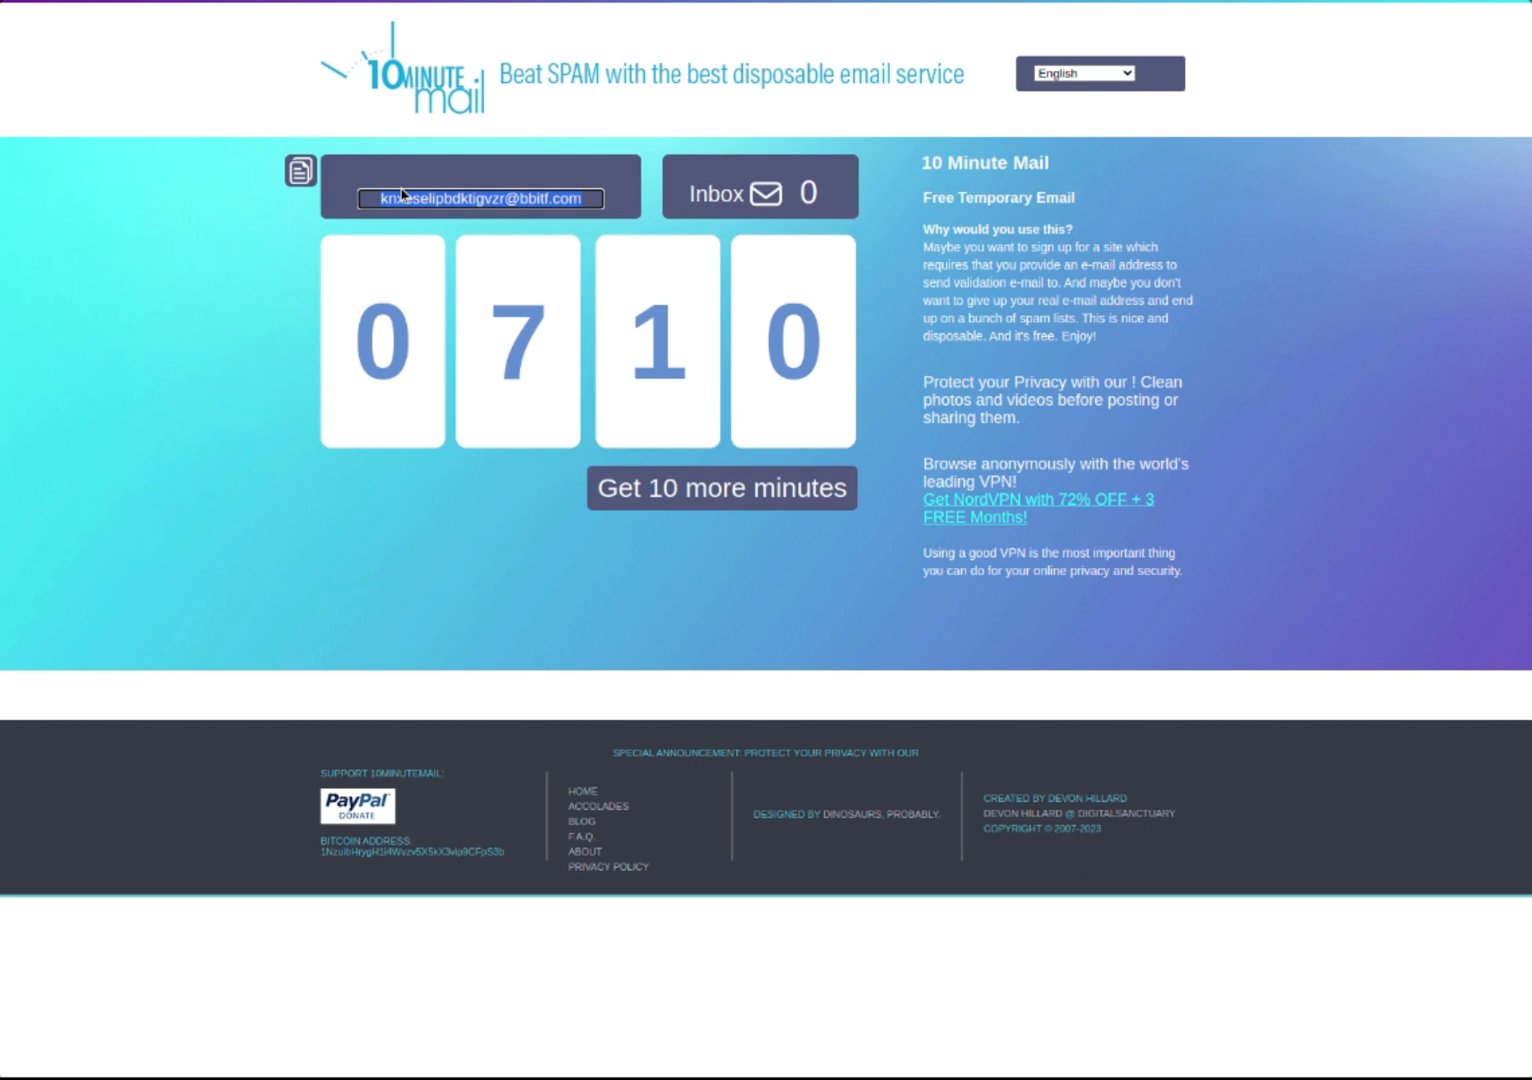 10MINUTE
mail
Beat SPAM with the best disposable email service
English
Inbox 0
0 7 1 0
Get 10 more minutes
10 Minute Mail
Free Temporary Email
Why would you use this?
Maybe you want to sign up for a site which
requires that you provide an e-mail address to
send validation e-mail to. And maybe you don't
want to give up your real e-mail address and end
up on a bunch of spam lists. This is nice and
disposable. And it's free. Enjoy!
Protect your Privacy with our ! Clean
photos and videos before posting or
sharing them.
Browse anonymously with the world's
leading VPN!
Get NordVPN with 72% OFF + 3
FREE Months!
Using a good VPN is the most important thing
you can do for your online privacy and security.
SPECIAL ANNOUNCEMENT: PROTECT YOUR PRIVACY WITH OUR
SUPPORT 10MINUTEMAIL:
PayPal
DONATE
BITCOIN ADDRESS:
HOME
ACCOLADES
BLOG
F.A.Q.
ABOUT
PRIVACY POLICY
DESIGNED BY DINOSAURS, PROBABLY.
CREATED BY DEVON HILLARD
DEVON HILLARD @ DIGITALSANCTUARY
COPYRIGHT © 2007-2023